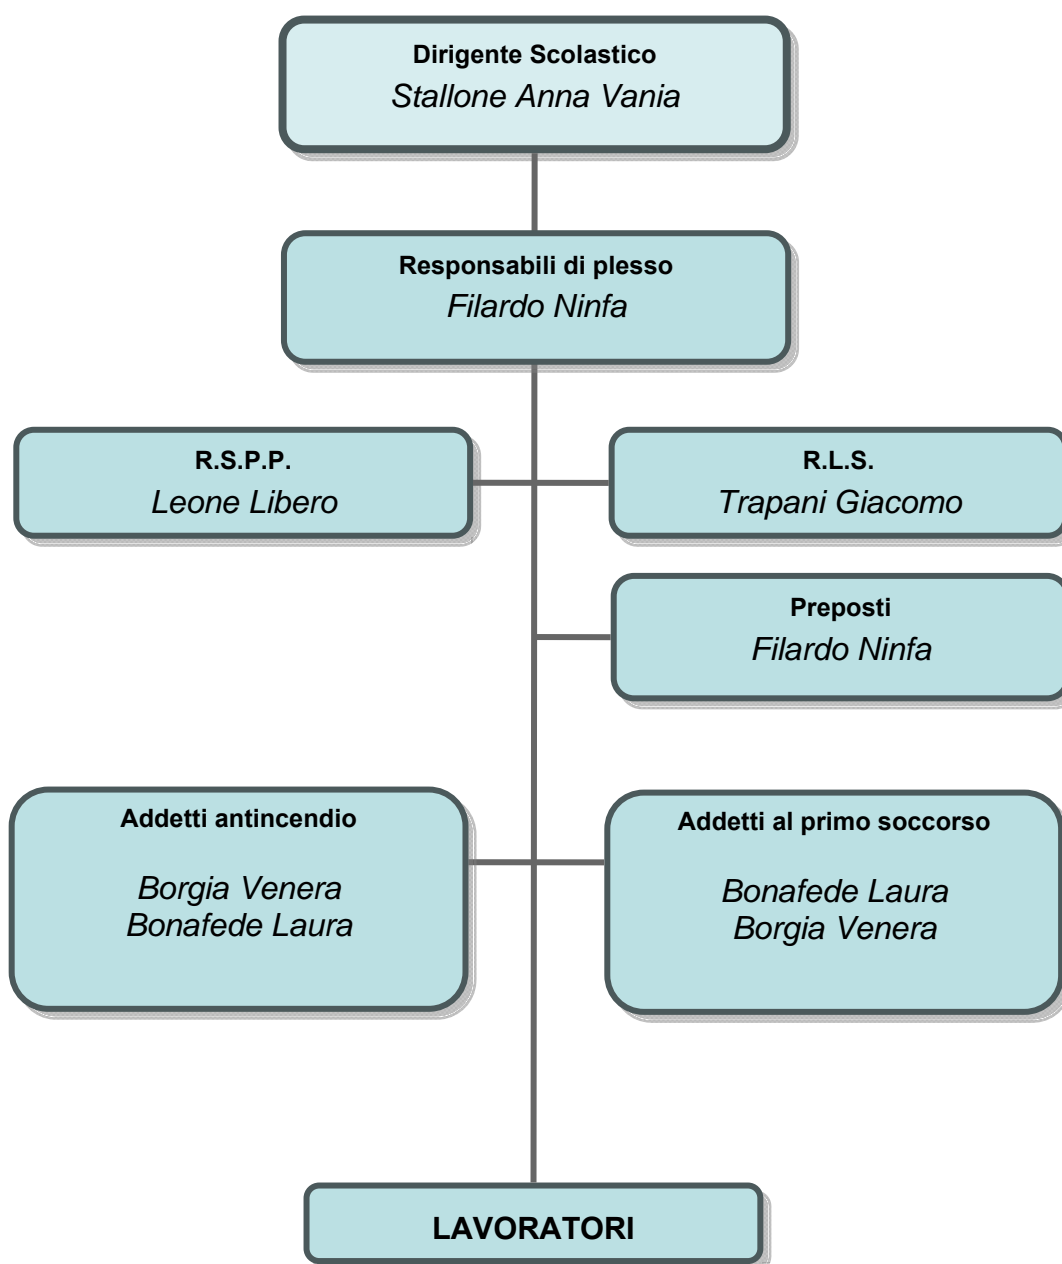 Dirigente Scolastico
Stallone Anna Vania
Responsabili di plesso
Filardo Ninfa
R.S.P.P.
Leone Libero
R.L.S.
Trapani Giacomo
Preposti
Filardo Ninfa
Addetti antincendio
Borgia Venera
Bonafede Laura
Addetti al primo soccorso
Bonafede Laura
Borgia Venera
LAVORATORI